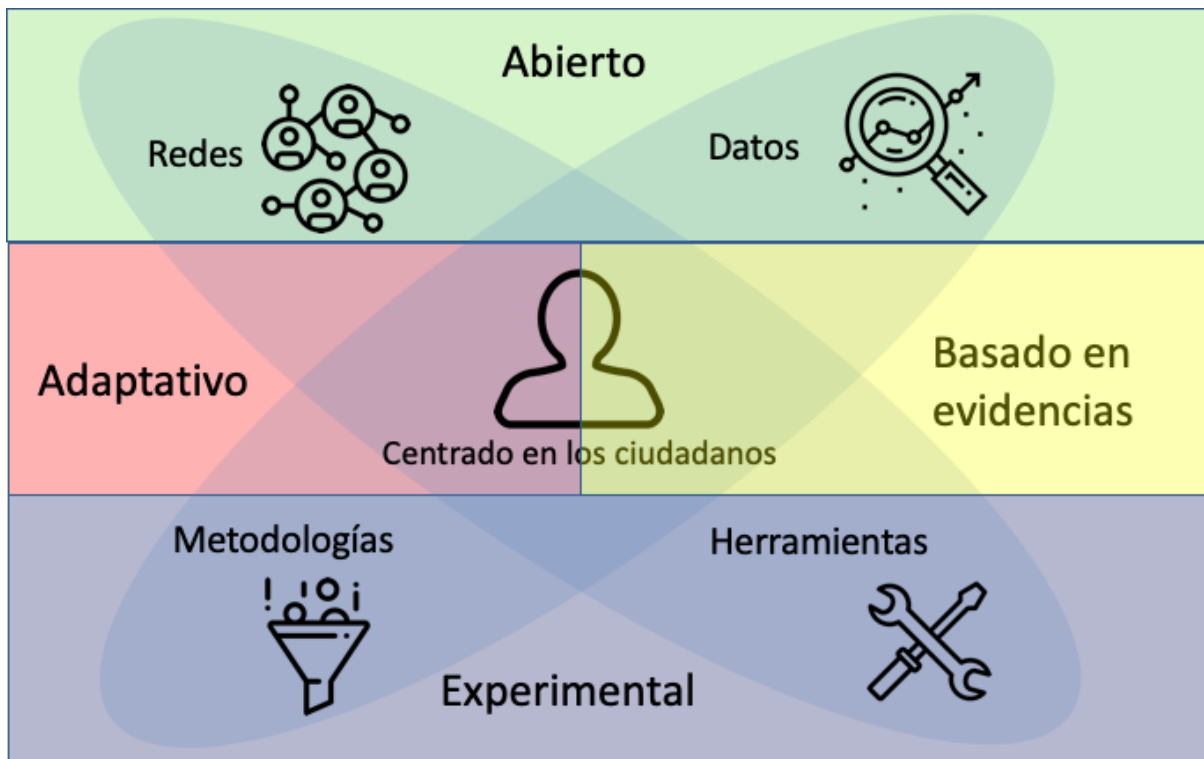 Abierto
Redes
Datos
Adaptativo
Basado en
evidencias
Centrado en los ciudadanos
Metodologías
Herramientas
Experimental